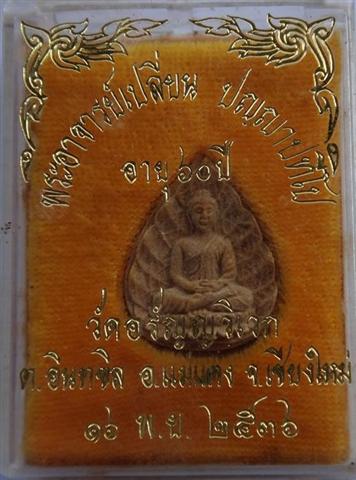 พระอาจารย์เปลี่ยน ปญฺญาปทีโป
อายุ ๖๐ ปี
วัดอรัญญวิเวก
ต.อินทขิล อ.แม่แตง จ.เชียงใหม่
๑๖ พ.ย. ๒๕๓๖